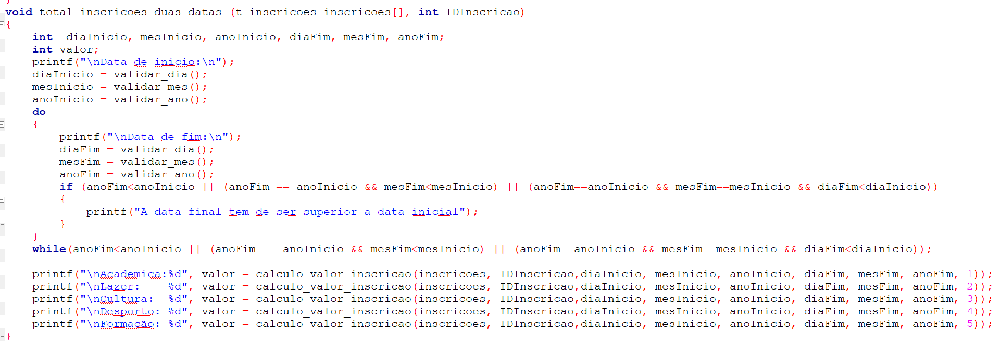 }
void total_inscricoes_duas_datas (t_inscricoes inscricoes[], int IDInscricao)
{
    int  diaInicio, mesInicio, anoInicio, diaFim, mesFim, anoFim;
    int valor;
    printf("\nData de inicio:\n");
    diaInicio = validar_dia();
    mesInicio = validar_mes();
    anoInicio = validar_ano();
    do
    {
        printf("\nData de fim:\n");
        diaFim = validar_dia();
        mesFim = validar_mes();
        anoFim = validar_ano();
        if (anoFim<anoInicio || (anoFim == anoInicio && mesFim<mesInicio) || (anoFim==anoInicio && mesFim==mesInicio && diaFim<diaInicio))
        {
            printf("A data final tem de ser superior a data inicial");
        }
    }
    while(anoFim<anoInicio || (anoFim == anoInicio && mesFim<mesInicio) || (anoFim==anoInicio && mesFim==mesInicio && diaFim<diaInicio));

    printf("\nAcademica:%d", valor = calculo_valor_inscricao(inscricoes, IDInscricao,diaInicio, mesInicio, anoInicio, diaFim, mesFim, anoFim, 1));
    printf("\nLazer:    %d", valor = calculo_valor_inscricao(inscricoes, IDInscricao,diaInicio, mesInicio, anoInicio, diaFim, mesFim, anoFim, 2));
    printf("\nCultura:  %d", valor = calculo_valor_inscricao(inscricoes, IDInscricao,diaInicio, mesInicio, anoInicio, diaFim, mesFim, anoFim, 3));
    printf("\nDesporto: %d", valor = calculo_valor_inscricao(inscricoes, IDInscricao,diaInicio, mesInicio, anoInicio, diaFim, mesFim, anoFim, 4));
    printf("\nFormação: %d", valor = calculo_valor_inscricao(inscricoes, IDInscricao,diaInicio, mesInicio, anoInicio, diaFim, mesFim, anoFim, 5));
}